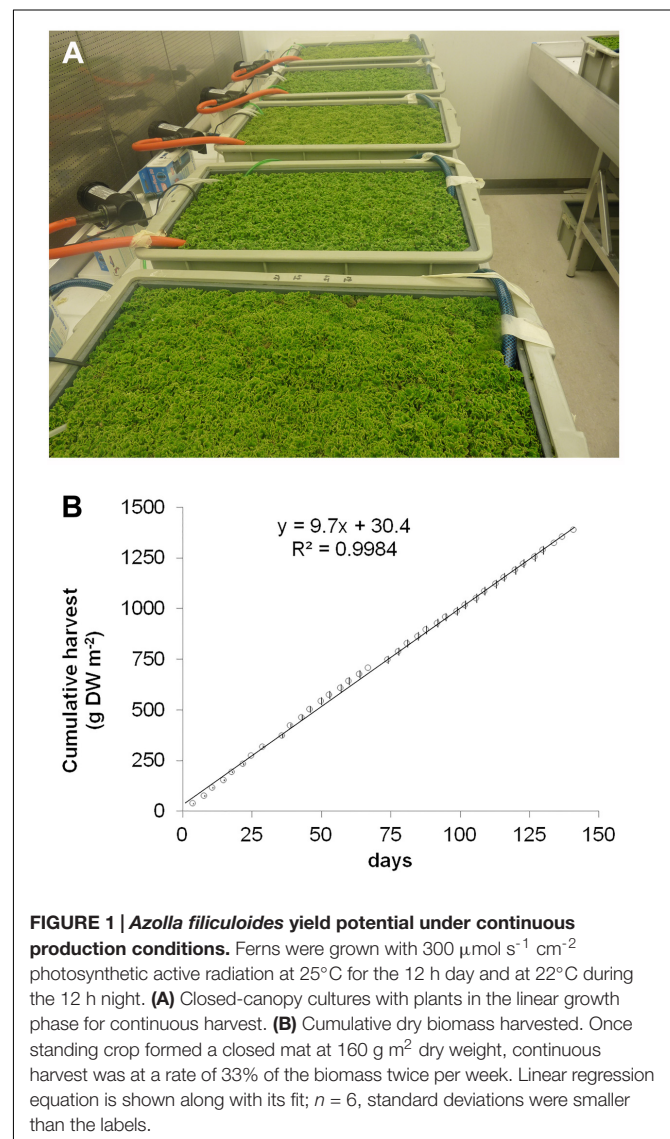 A
B
y = 9.7x + 30.4
R² = 0.9984
Cumulative harvest
(g DW m⁻²)
1500
1250
1000
750
500
250
0
0 25 50 75 100 125 150
days
FIGURE 1 | Azolla filiculoides yield potential under continuous
production conditions. Ferns were grown with 300 μmol s⁻¹ cm⁻²
photosynthetic active radiation at 25°C for the 12 h day and at 22°C during
the 12 h night. (A) Closed-canopy cultures with plants in the linear growth
phase for continuous harvest. (B) Cumulative dry biomass harvested. Once
standing crop formed a closed mat at 160 g m² dry weight, continuous
harvest was at a rate of 33% of the biomass twice per week. Linear regression
equation is shown along with its fit; n = 6, standard deviations were smaller
than the labels.